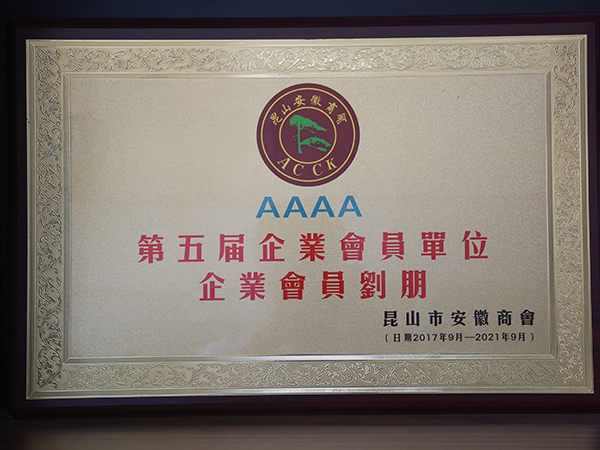 昆山安徽商會
ACCK
AAAA
第五届企業會員單位
企業會員劉朋
昆山市安徽商會
(日期2017年9月—2021年9月)